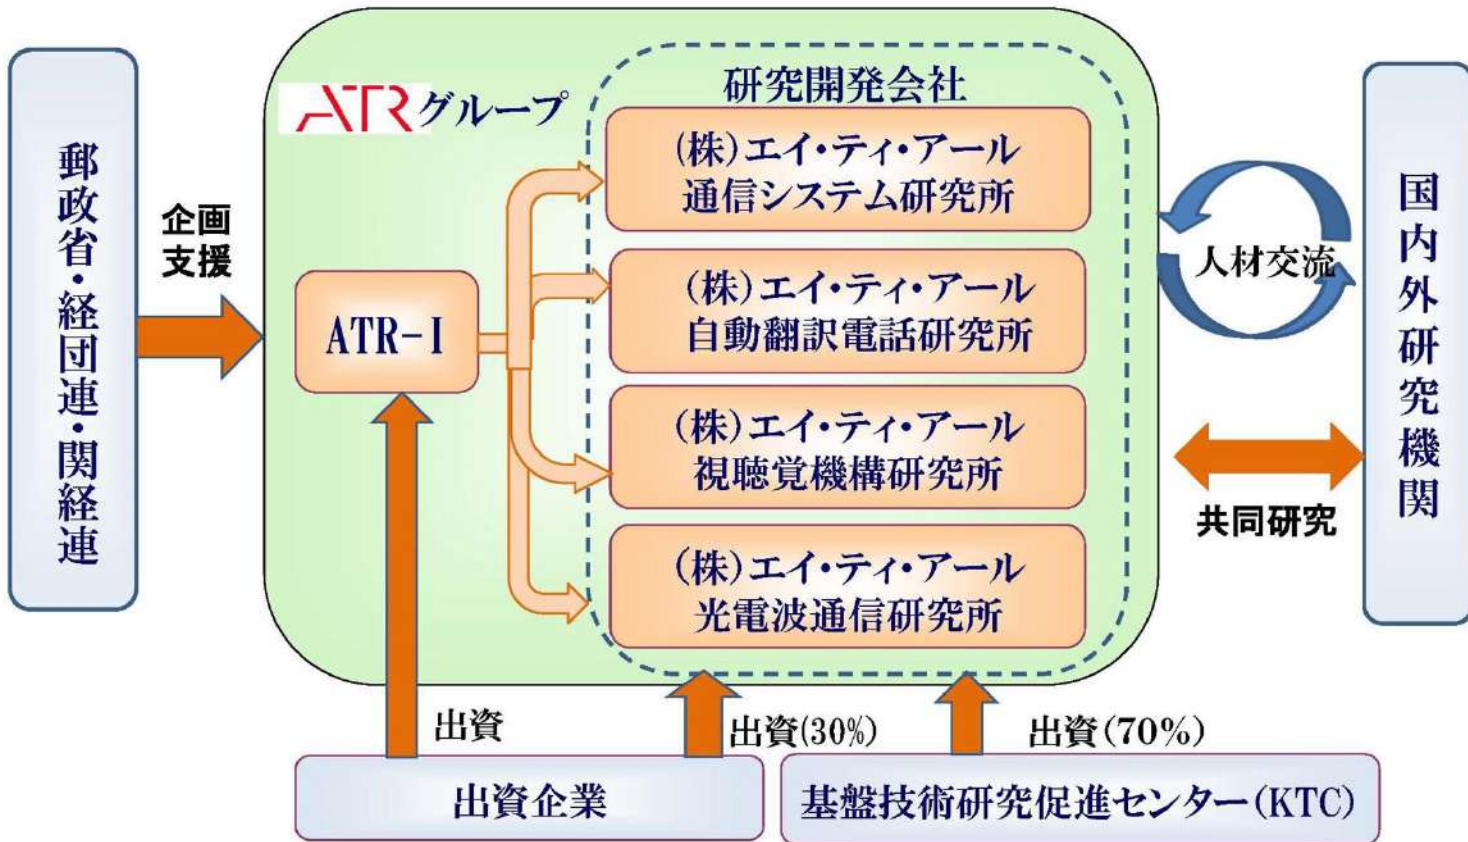 郵政省・経団連・関経連
企画
支援
ATRグループ
ATR-I
研究開発会社
(株)エイ・ティ・アール
通信システム研究所
(株)エイ・ティ・アール
自動翻訳電話研究所
(株)エイ・ティ・アール
視聴覚機構研究所
(株)エイ・ティ・アール
光電波通信研究所
人材交流
共同研究
国内外研究機関
出資
出資(30%)
出資(70%)
出資企業
基盤技術研究促進センター(KTC)